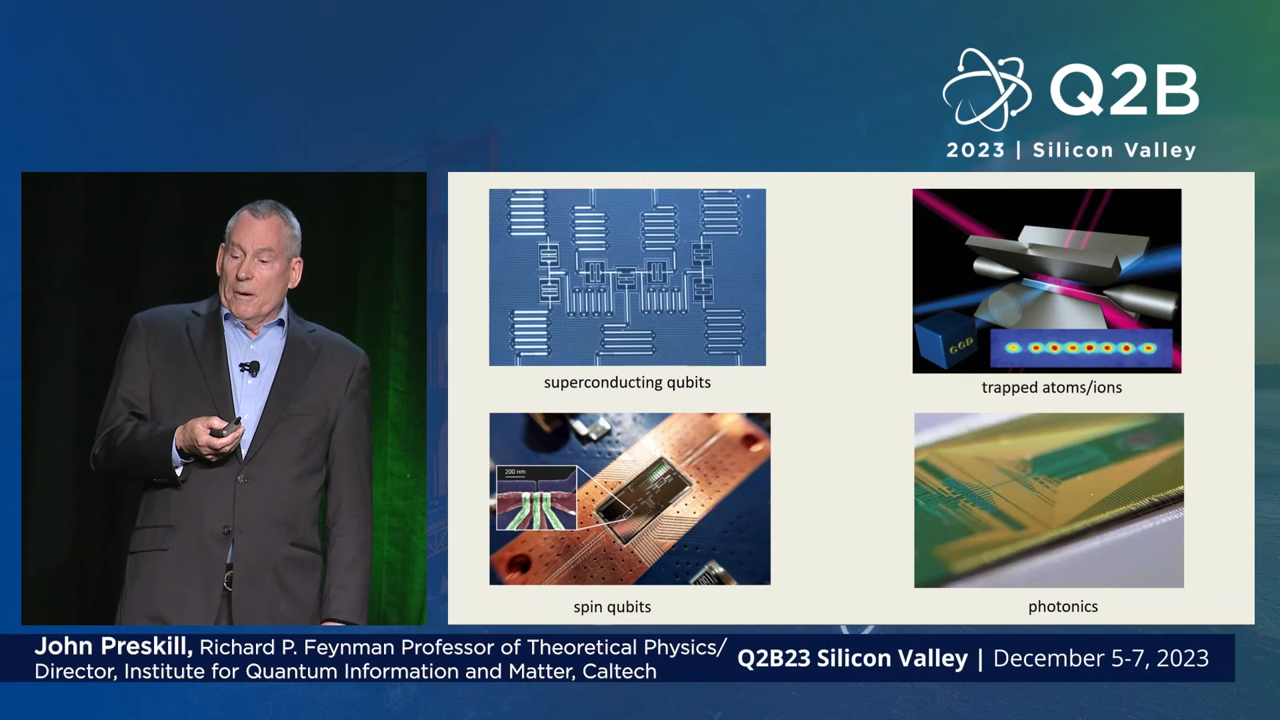 Q2B
2023 | Silicon Valley
superconducting qubits
GGD
trapped atoms/ions
200 nm
spin qubits
photonics
John Preskill, Richard P. Feynman Professor of Theoretical Physics/
Director, Institute for Quantum Information and Matter, Caltech
Q2B23 Silicon Valley | December 5-7, 2023